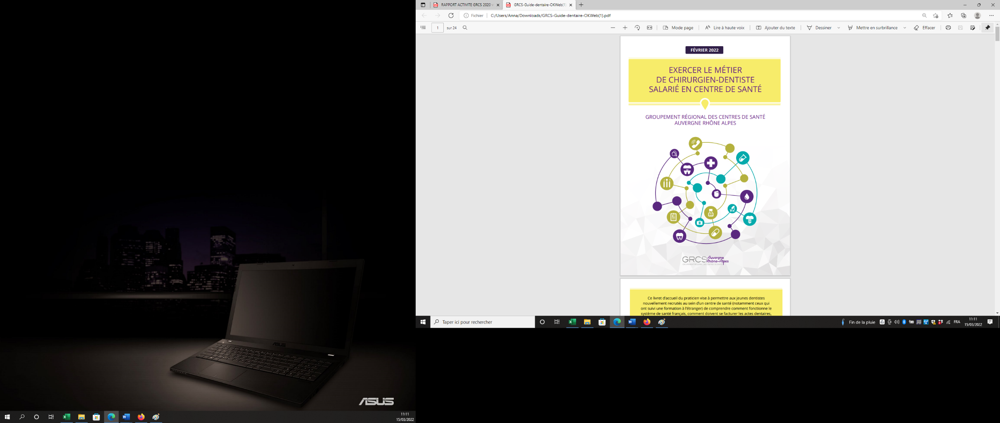 ASUS
ASUS
11:11
15/03/2022
RAPPORT ACTIVITE GRCS 2020 v
GRCS-Guide-dentaire-OKWeb(1)
Fichier
C:/Users/Anna/Downloads/GRCS-Guide-dentaire-OKWeb(1).pdf
1 sur 24
Mode page
Lire à haute voix
Ajouter du texte
Dessiner
Mettre en surbrillance
Effacer
FÉVRIER 2022
EXERCER LE MÉTIER
DE CHIRURGIEN-DENTISTE
SALARIÉ EN CENTRE DE SANTÉ
GROUPEMENT RÉGIONAL DES CENTRES DE SANTÉ
AUVERGNE RHÔNE ALPES
GRCS Auvergne
Rhône-Alpes
Ce livret d'accueil du praticien vise à permettre aux jeunes dentistes
nouvellement recrutés au sein d'un centre de santé (notamment ceux qui
ont suivi une formation à l'étranger) de comprendre comment fonctionne le
système de santé français, comment doivent se facturer les actes dentaires,
Taper ici pour rechercher
Fin de la pluie
FRA
11:11
15/03/2022